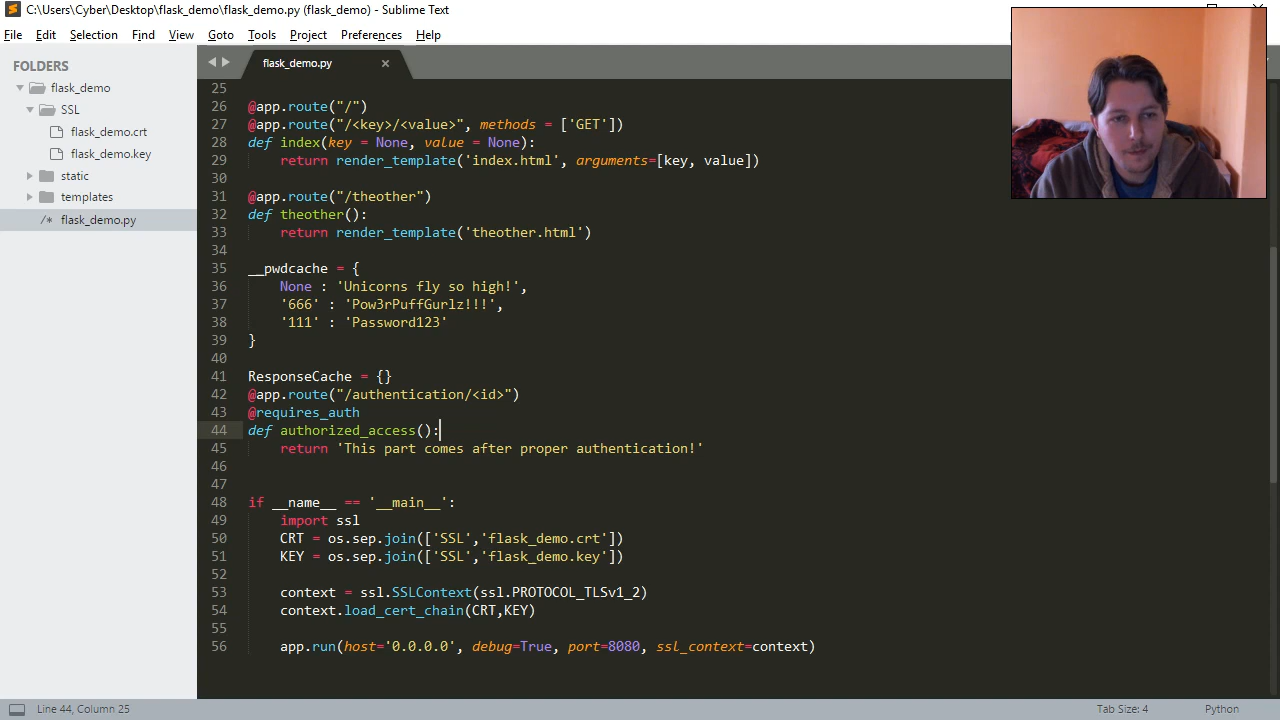 C:\Users\Cyber\Desktop\flask_demo\flask_demo.py (flask_demo) - Sublime Text
File Edit Selection Find View Goto Tools Project Preferences Help
FOLDERS
flask_demo
SSL
flask_demo.crt
flask_demo.key
static
templates
/* flask_demo.py
flask_demo.py ×
25
26 @app.route("/")
27 @app.route("/<key>/<value>", methods = ['GET'])
28 def index(key = None, value = None):
29     return render_template('index.html', arguments=[key, value])
30
31 @app.route("/theother")
32 def theother():
33     return render_template('theother.html')
34
35 __pwdcache = {
36     None : 'Unicorns fly so high!',
37     '666' : 'Pow3rPuffGurlz!!!',
38     '111' : 'Password123'
39 }
40
41 ResponseCache = {}
42 @app.route("/authentication/<id>")
43 @requires_auth
44 def authorized_access():
45     return 'This part comes after proper authentication!'
46
47
48 if __name__ == '__main__':
49     import ssl
50     CRT = os.sep.join(['SSL','flask_demo.crt'])
51     KEY = os.sep.join(['SSL','flask_demo.key'])
52
53     context = ssl.SSLContext(ssl.PROTOCOL_TLSv1_2)
54     context.load_cert_chain(CRT,KEY)
55
56     app.run(host='0.0.0.0', debug=True, port=8080, ssl_context=context)
Line 44, Column 25
Tab Size: 4
Python